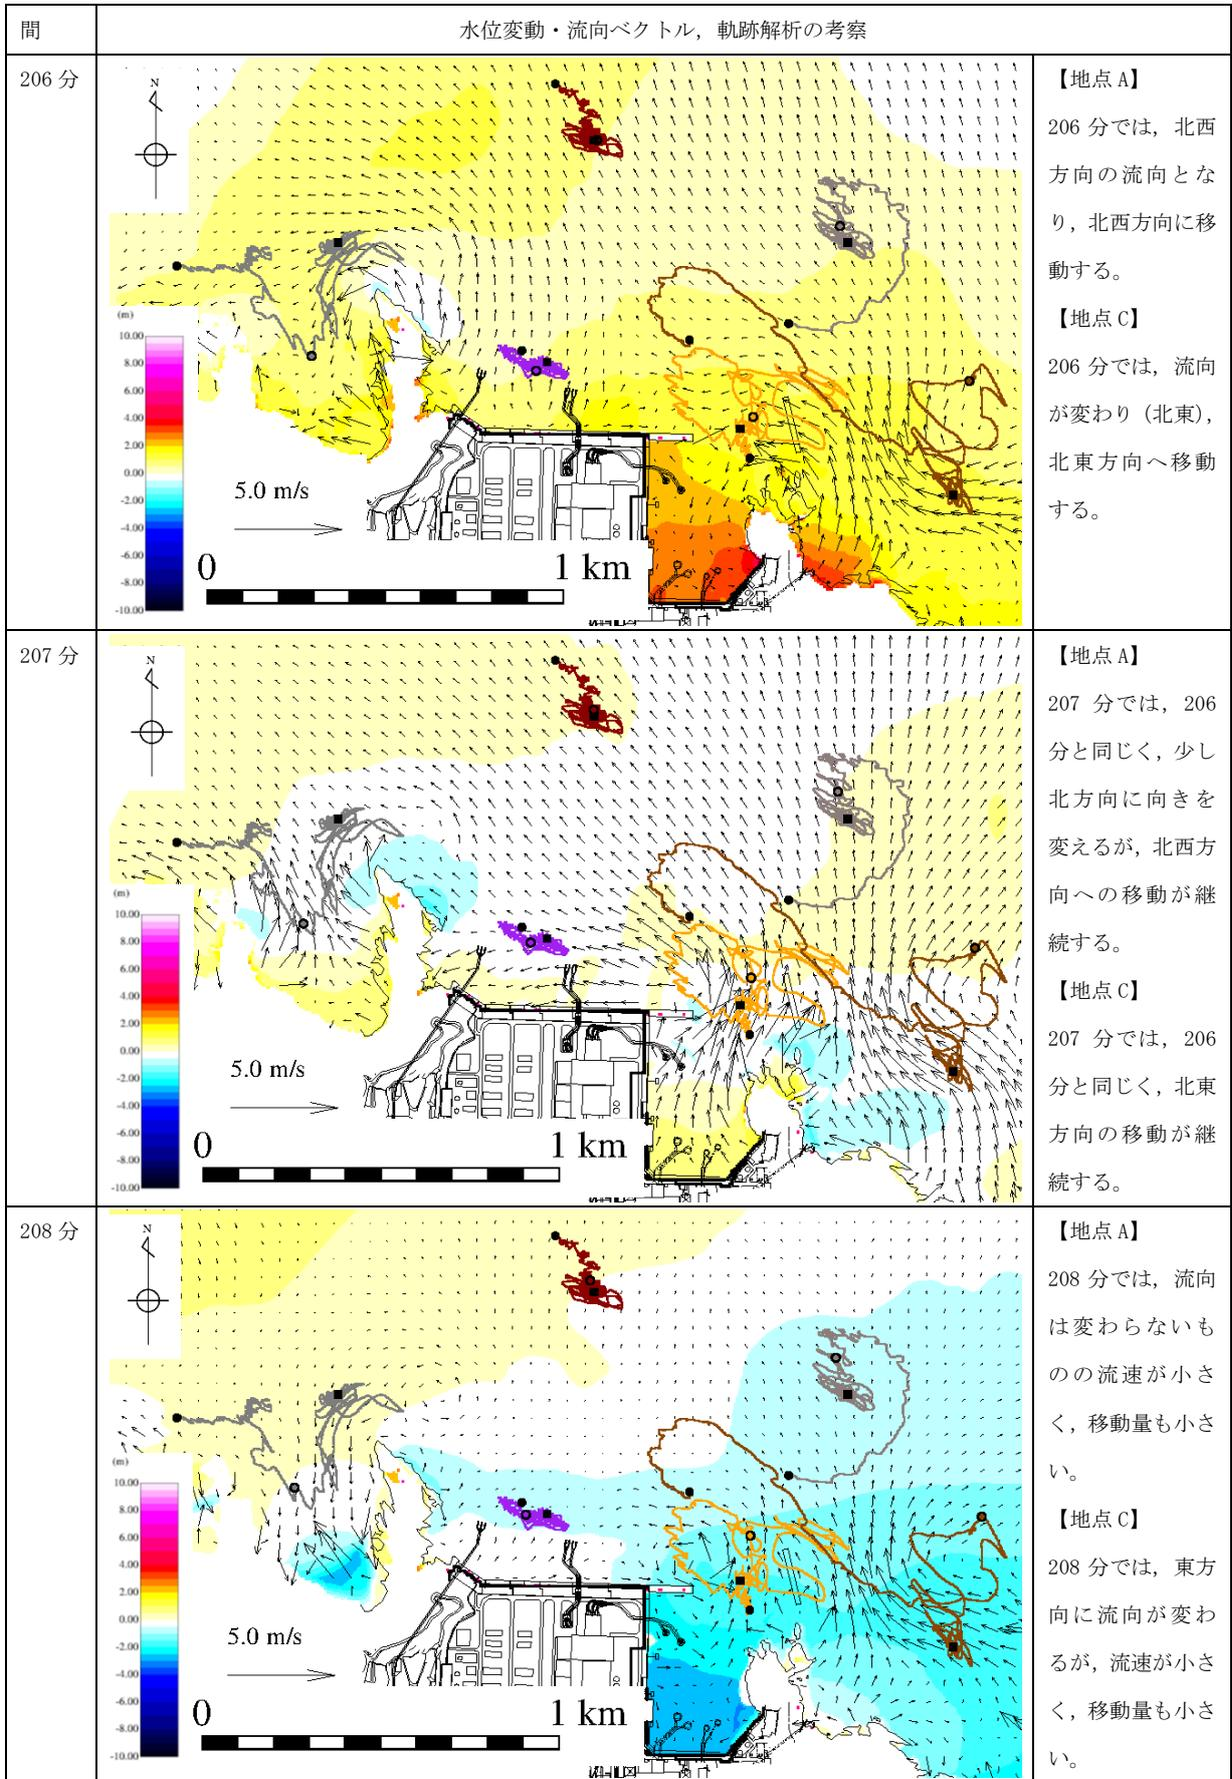 間
水位変動・流向ベクトル，軌跡解析の考察
206 分
N
(m)
10.00
8.00
6.00
4.00
2.00
0.00
-2.00
-4.00
-6.00
-8.00
-10.00
5.0 m/s
0
1 km
【地点 A】
206 分では，北西
方向の流向とな
り，北西方向に移
動する。
【地点 C】
206 分では，流向
が変わり（北東），
北東方向へ移動
する。
207 分
N
(m)
10.00
8.00
6.00
4.00
2.00
0.00
-2.00
-4.00
-6.00
-8.00
-10.00
5.0 m/s
0
1 km
【地点 A】
207 分では，206
分と同じく，少し
北方向に向きを
変えるが，北西方
向への移動が継
続する。
【地点 C】
207 分では，206
分と同じく，北東
方向の移動が継
続する。
208 分
N
(m)
10.00
8.00
6.00
4.00
2.00
0.00
-2.00
-4.00
-6.00
-8.00
-10.00
5.0 m/s
0
1 km
【地点 A】
208 分では，流向
は変わらないも
のの流速が小さ
く，移動量も小さ
い。
【地点 C】
208 分では，東方
向に流向が変わ
るが，流速が小さ
く，移動量も小さ
い。